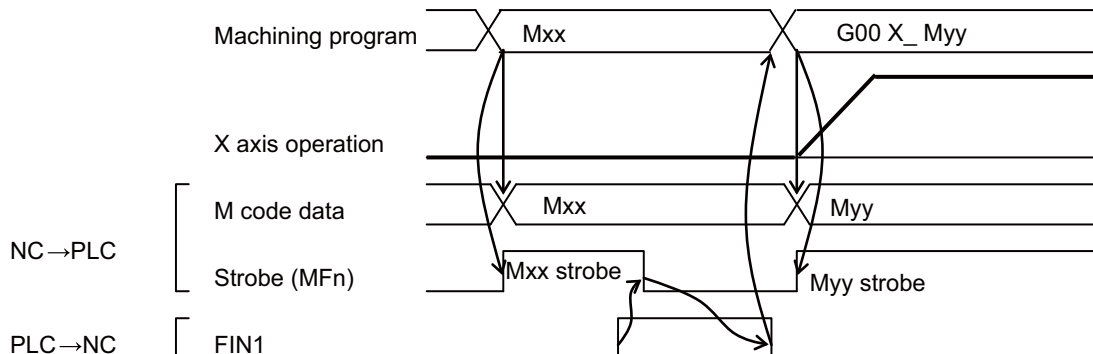 Machining program Mxx G00 X_ Myy
X axis operation
M code data Mxx Myy
NC→PLC
Strobe (MFn) Mxx strobe Myy strobe
PLC→NC FIN1